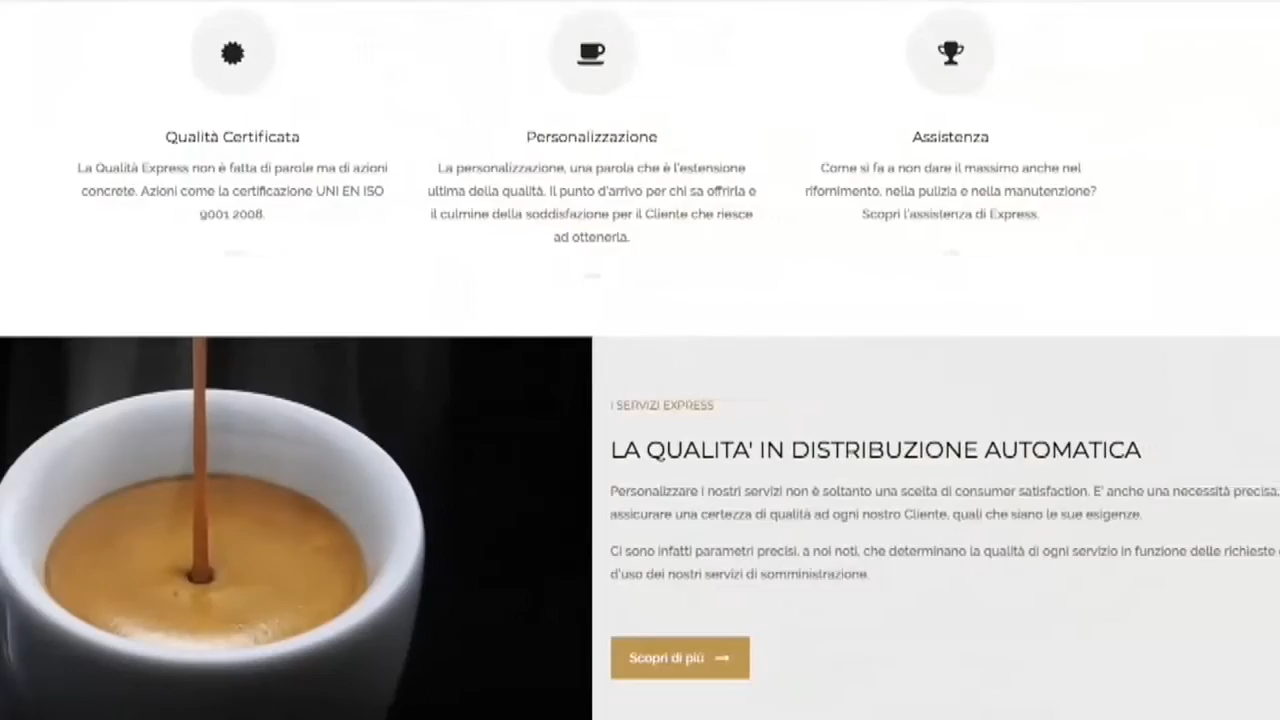 Qualità Certificata
La Qualità Express non è fatta di parole ma di azioni
concrete. Azioni come la certificazione UNI EN ISO
9001 2008.
Personalizzazione
La personalizzazione, una parola che è l'estensione
ultima della qualità. Il punto d'arrivo per chi sa offrirla e
il culmine della soddisfazione per il Cliente che riesce
ad ottenerla.
Assistenza
Come si fa a non dare il massimo anche nel
rifornimento, nella pulizia e nella manutenzione?
Scopri l'assistenza di Express.
I SERVIZI EXPRESS
LA QUALITA' IN DISTRIBUZIONE AUTOMATICA
Personalizzare i nostri servizi non è soltanto una scelta di consumer satisfaction. E' anche una necessità precisa,
assicurare una certezza di qualità ad ogni nostro Cliente, quali che siano le sue esigenze.
Ci sono infatti parametri precisi, a noi noti, che determinano la qualità di ogni servizio in funzione delle richieste
d'uso dei nostri servizi di somministrazione.
Scopri di più